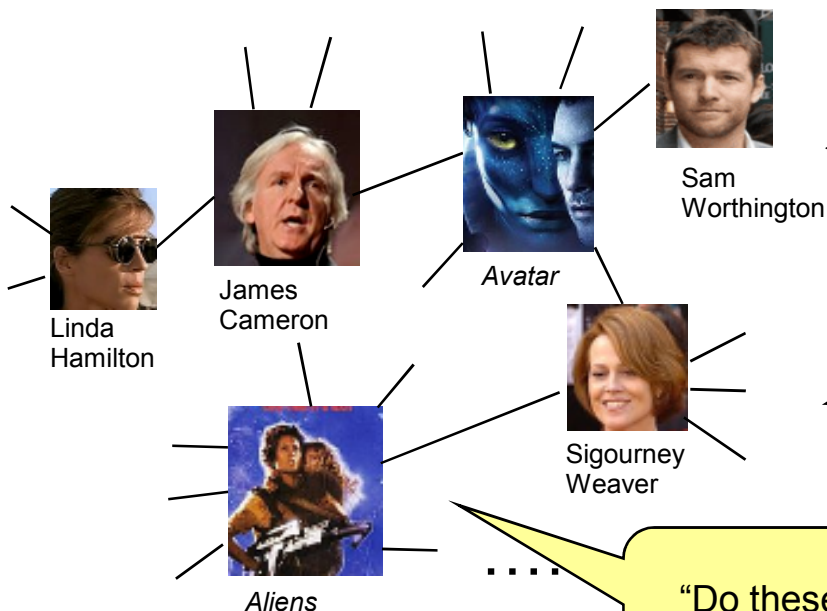 Sam
Worthington
Avatar
James
Cameron
Linda
Hamilton
Sigourney
Weaver
Aliens
.....
“Do these